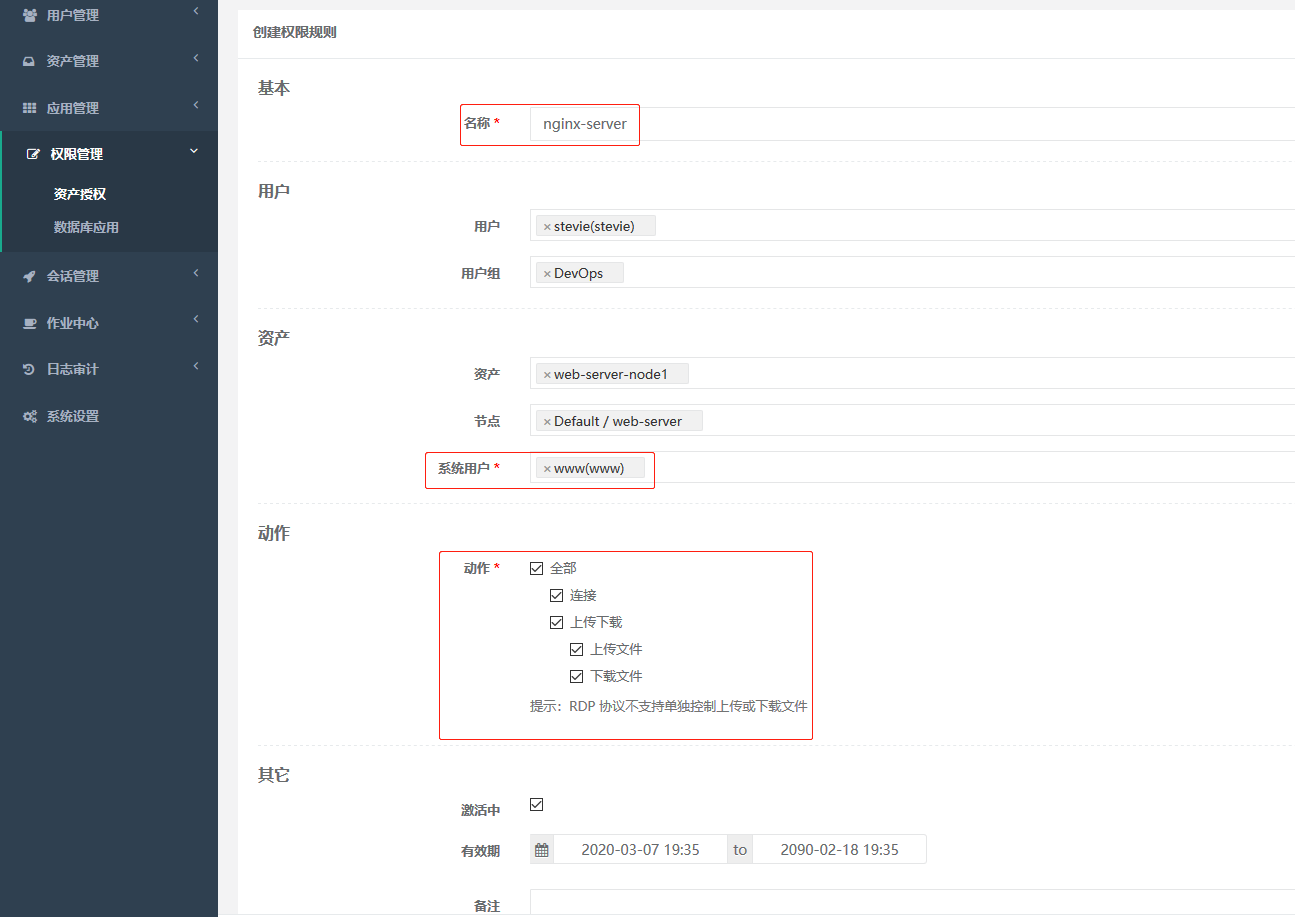 用户管理
资产管理
应用管理
权限管理
资产授权
数据库应用
会话管理
作业中心
日志审计
系统设置
创建权限规则
基本
名称 * nginx-server
用户
用户 × stevie(stevie)
用户组 × DevOps
资产
资产 × web-server-node1
节点 × Default / web-server
系统用户 * × www(www)
动作
动作 * 全部
连接
上传下载
上传文件
下载文件
提示：RDP 协议不支持单独控制上传或下载文件
其它
激活中
有效期 2020-03-07 19:35 to 2090-02-18 19:35
备注